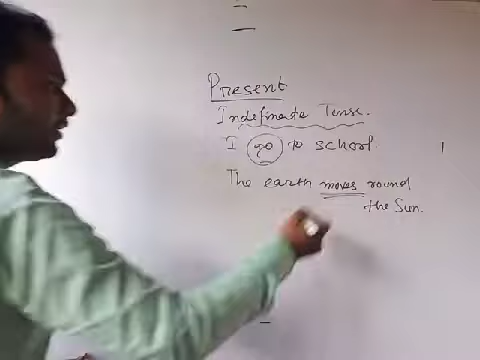 Present
Indefinate Tense.
I go to school.
The earth moves round
the Sun.